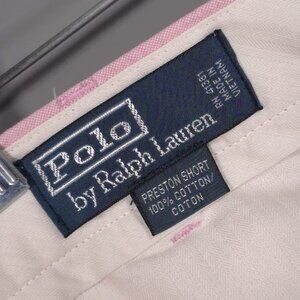 Polo
by Ralph Lauren
RN 41381
MADE IN
VIETNAM
PRESTON SHORT
100% COTTON/
COTON